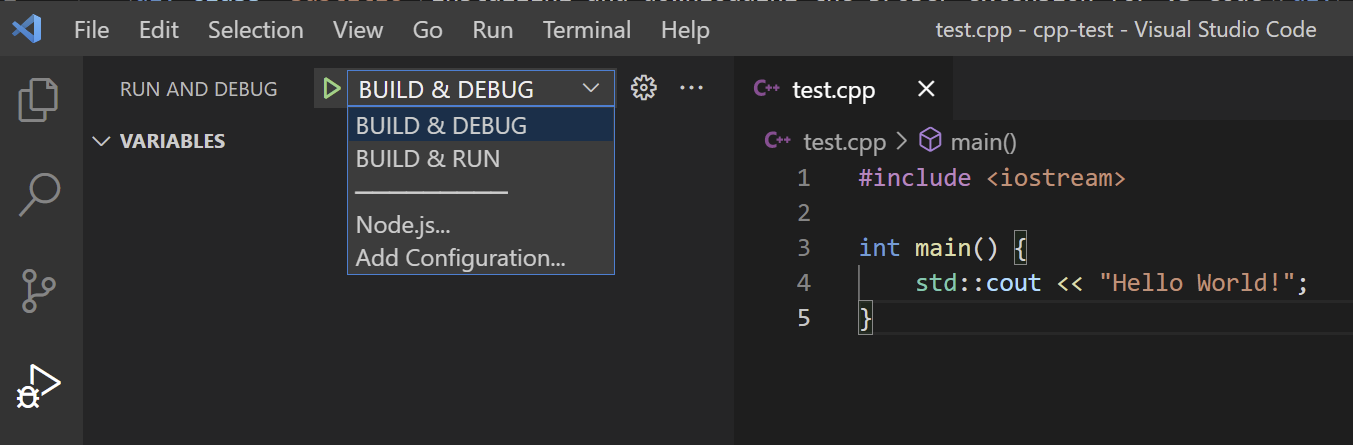 File Edit Selection View Go Run Terminal Help
test.cpp - cpp-test - Visual Studio Code
RUN AND DEBUG
BUILD & DEBUG
BUILD & DEBUG
BUILD & RUN
Node.js...
Add Configuration...
VARIABLES
C++ test.cpp
C++ test.cpp > main()
1 #include <iostream>
2
3 int main() {
4 std::cout << "Hello World!";
5 }